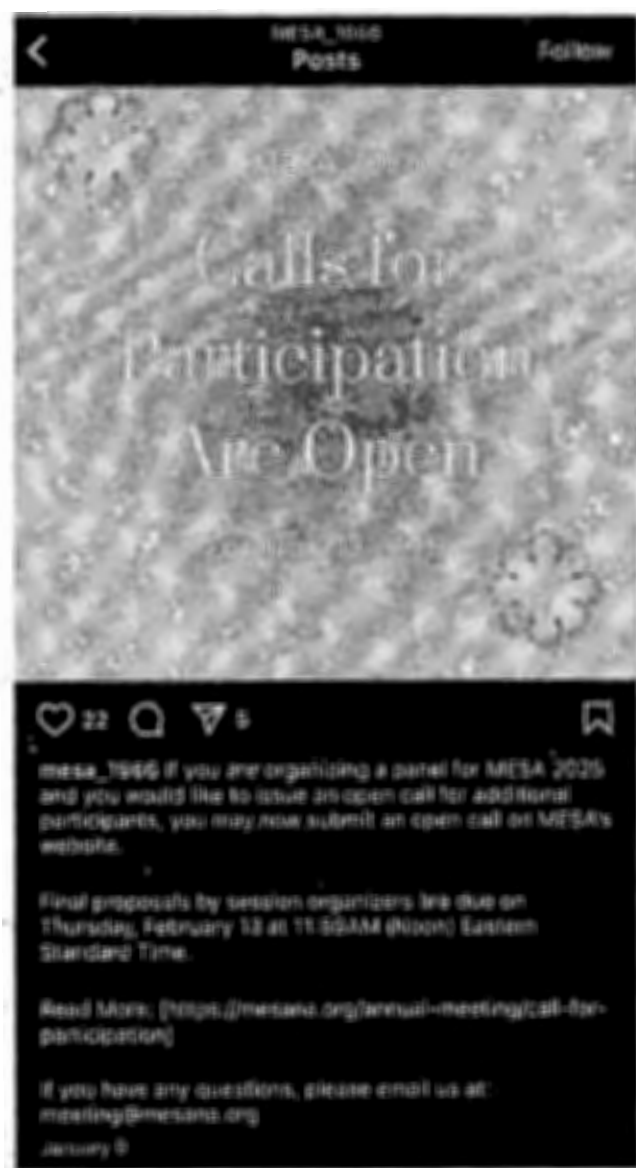 MESA_1966
Posts
Follow
MESA
Calls for
Participation
Are Open
22
5
mesa_1966 If you are organizing a panel for MESA 2025
and you would like to issue an open call for additional
participants, you may now submit an open call on MESA's
website.
Final proposals by session organizers are due on
Thursday, February 13 at 11:59AM (Noon) Eastern
Standard Time.
Read More: [https://mesana.org/annual-meeting/call-for-
participation]
If you have any questions, please email us at:
meeting@mesana.org
January 9